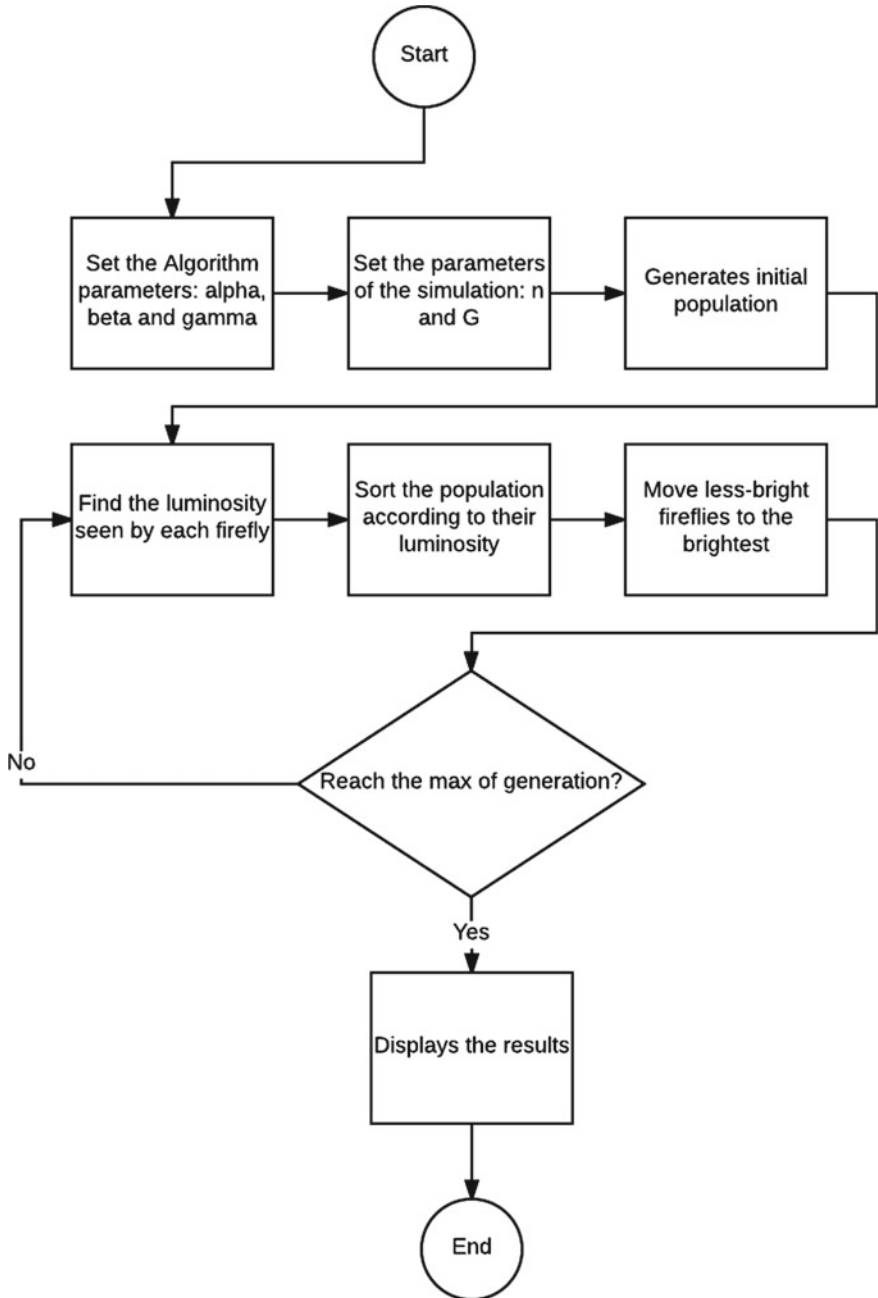 Start
Set the Algorithm
parameters: alpha,
beta and gamma
Set the parameters
of the simulation: n
and G
Generates initial
population
Find the luminosity
seen by each firefly
Sort the population
according to their
luminosity
Move less-bright
fireflies to the
brightest
No
Reach the max of generation?
Yes
Displays the results
End